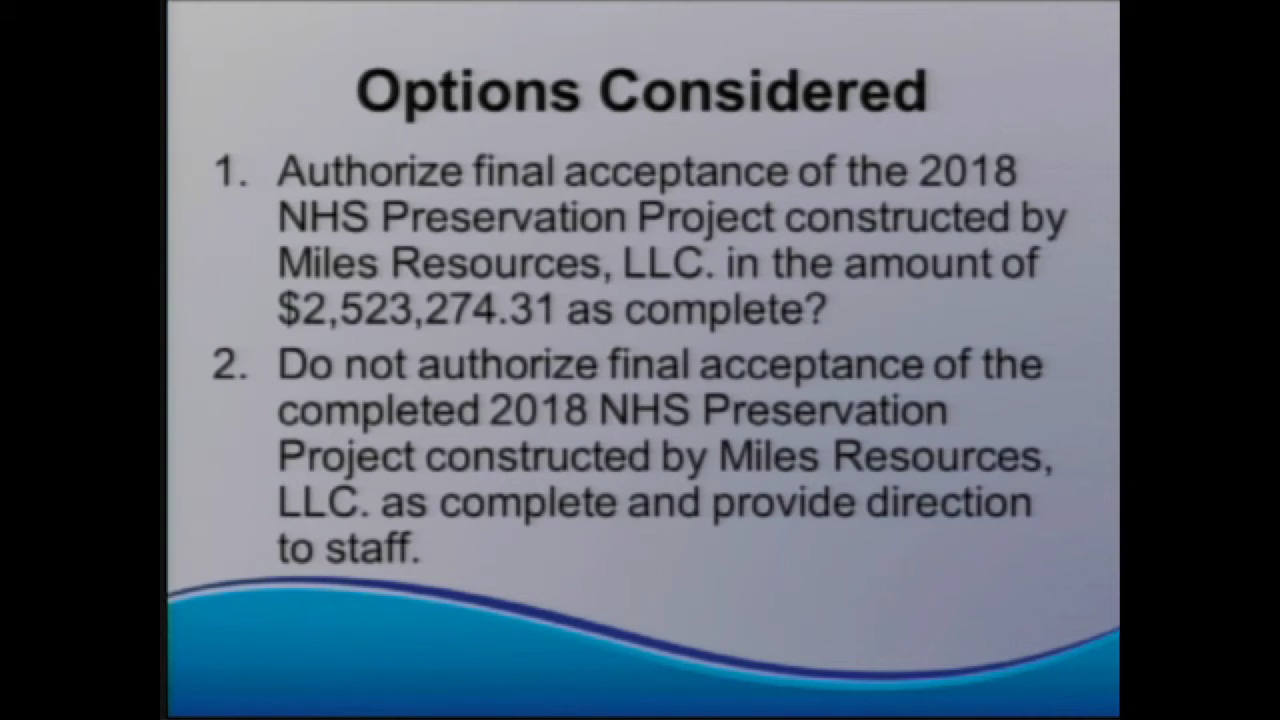 Options Considered
1. Authorize final acceptance of the 2018
NHS Preservation Project constructed by
Miles Resources, LLC. in the amount of
$2,523,274.31 as complete?
2. Do not authorize final acceptance of the
completed 2018 NHS Preservation
Project constructed by Miles Resources,
LLC. as complete and provide direction
to staff.